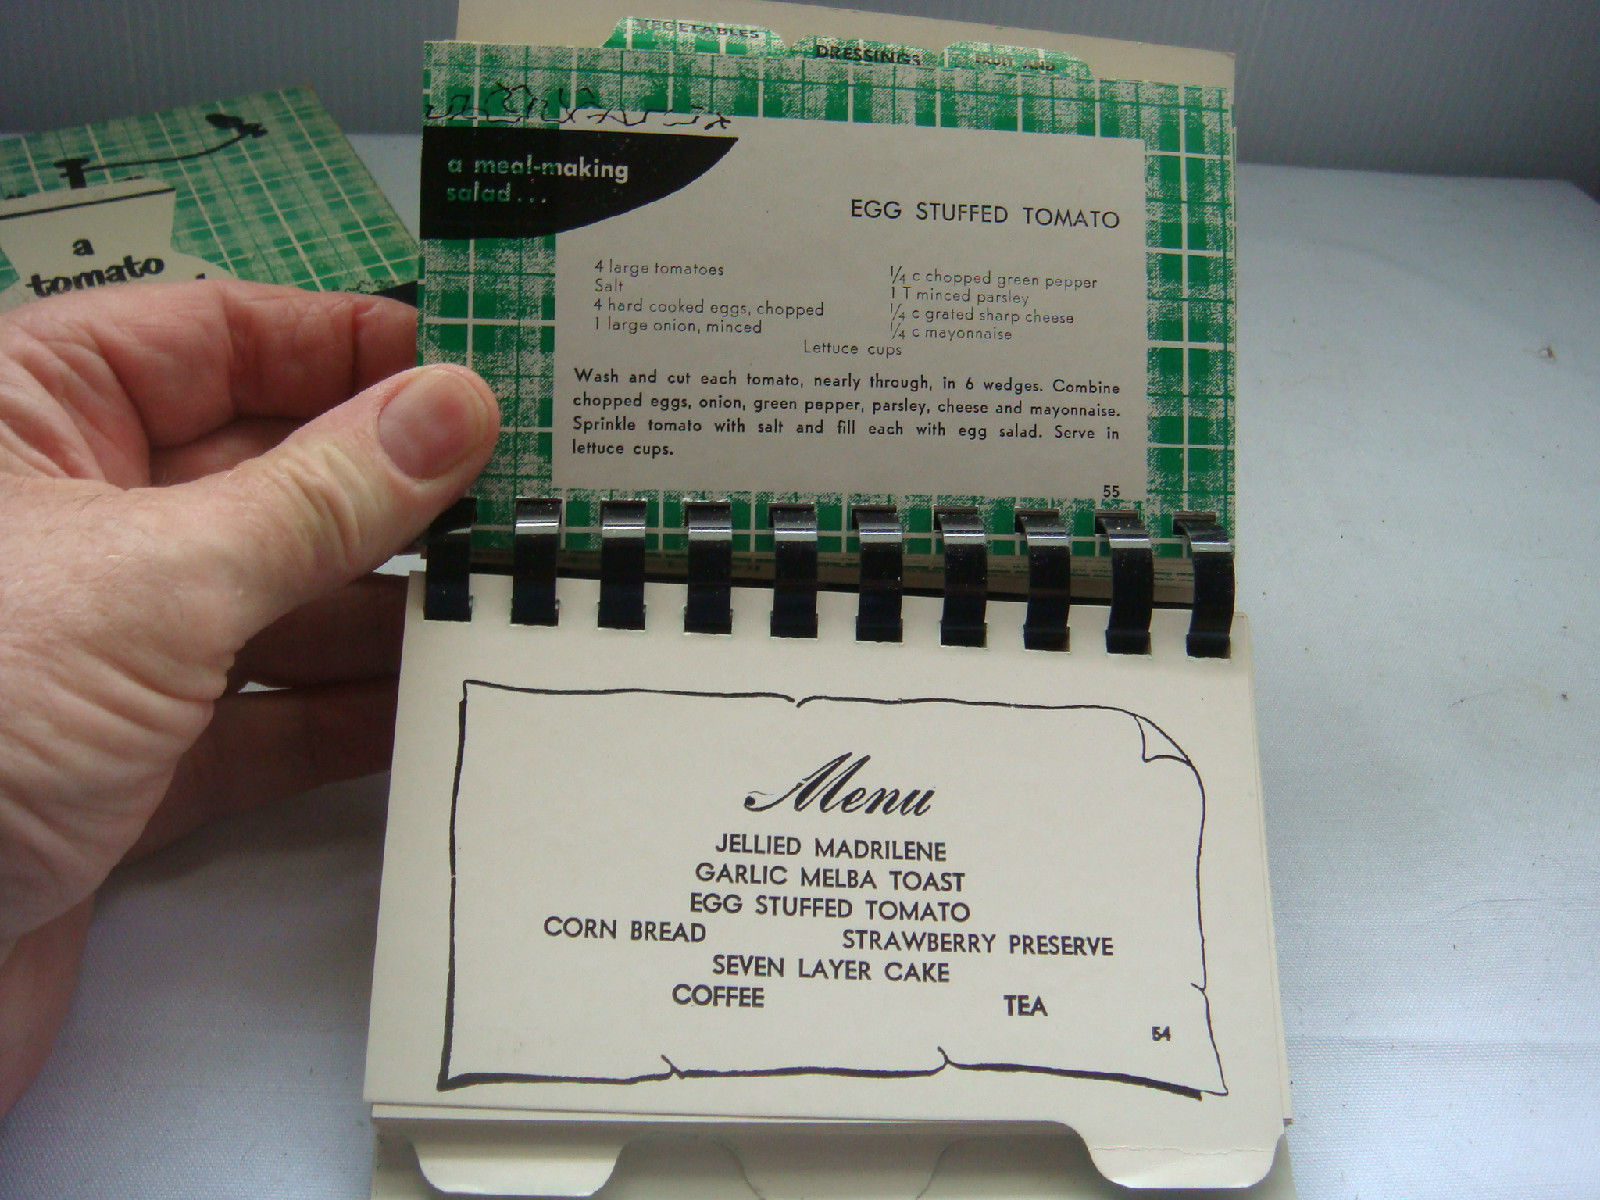 VEGETABLES
DRESSINGS
FRUIT AND
a meal-making
salad...
EGG STUFFED TOMATO
4 large tomatoes
Salt
4 hard cooked eggs, chopped
1 large onion, minced
1/4 c chopped green pepper
1 T minced parsley
1/4 c grated sharp cheese
1/4 c mayonnaise
Lettuce cups
Wash and cut each tomato, nearly through, in 6 wedges. Combine
chopped eggs, onion, green pepper, parsley, cheese and mayonnaise.
Sprinkle tomato with salt and fill each with egg salad. Serve in
lettuce cups.
55
a
tomato
Menu
JELLIED MADRILENE
GARLIC MELBA TOAST
EGG STUFFED TOMATO
CORN BREAD STRAWBERRY PRESERVE
SEVEN LAYER CAKE
COFFEE TEA
54